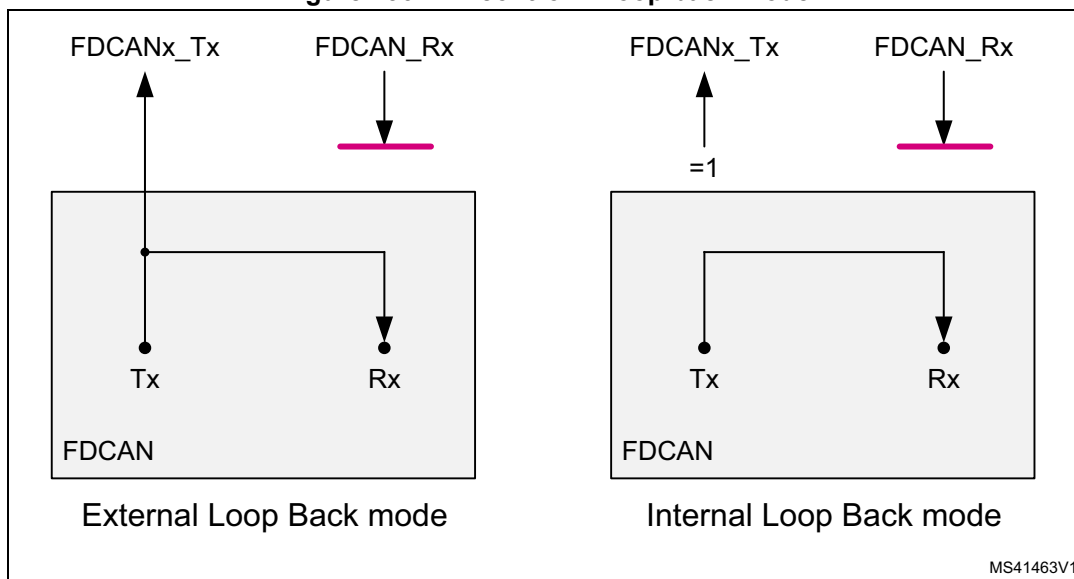 FDCANx_Tx FDCAN_Rx FDCANx_Tx FDCAN_Rx
=1
Tx Rx Tx Rx
FDCAN FDCAN
External Loop Back mode Internal Loop Back mode
MS41463V1